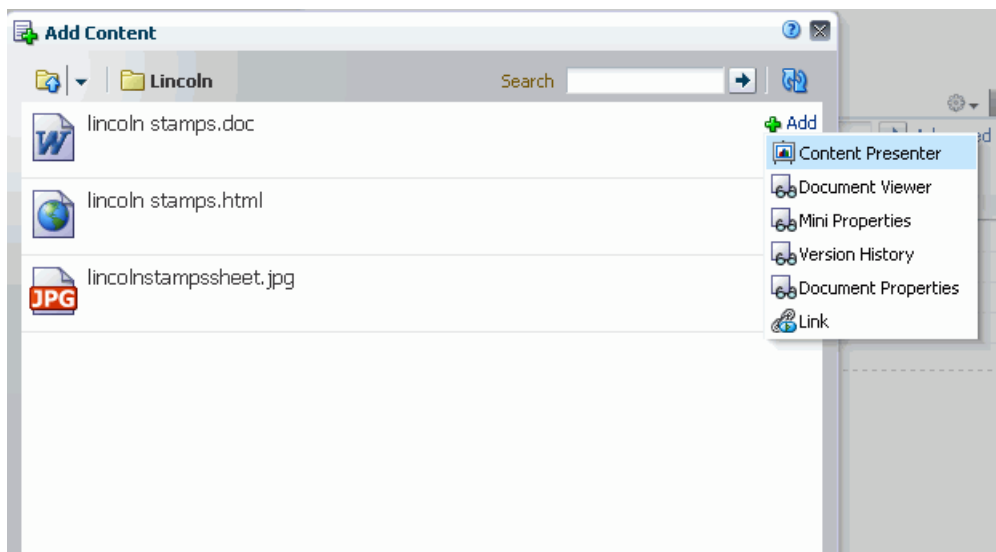 Add Content
Lincoln
Search
lincoln stamps.doc
Add
Content Presenter
Document Viewer
Mini Properties
Version History
Document Properties
Link
lincoln stamps.html
lincolnstampssheet.jpg
JPG